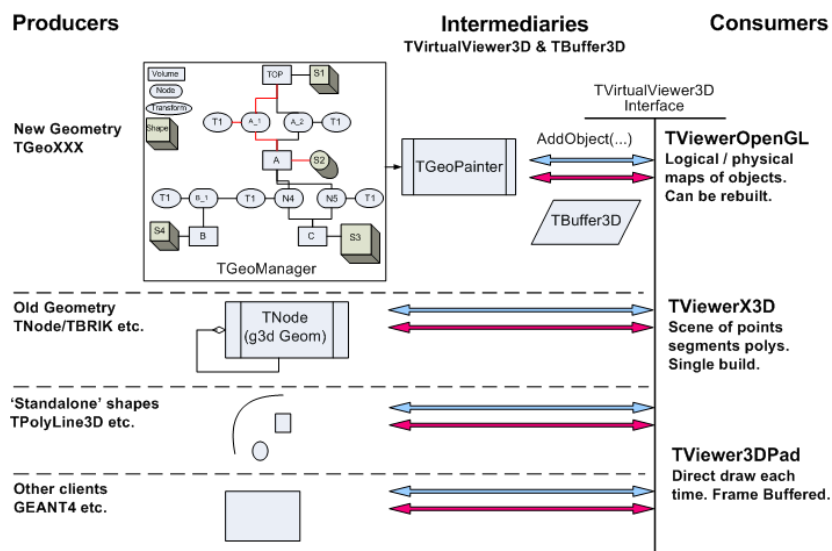 Producers
Intermediaries
TVirtualViewer3D & TBuffer3D
Consumers
New Geometry
TGeoXXX
Volume
Node
Transform
Shape
TOP
S1
T1
A_1
A_2
T1
A
S2
T1
B_1
T1
N4
N5
T1
S4
B
C
S3
TGeoManager
TGeoPainter
AddObject(...)
TBuffer3D
TVirtualViewer3D
Interface
TViewerOpenGL
Logical / physical
maps of objects.
Can be rebuilt.
Old Geometry
TNode/TBRIK etc.
TNode
(g3d Geom)
TViewerX3D
Scene of points
segments polys.
Single build.
‘Standalone’ shapes
TPolyLine3D etc.
TViewer3DPad
Direct draw each
time. Frame Buffered.
Other clients
GEANT4 etc.